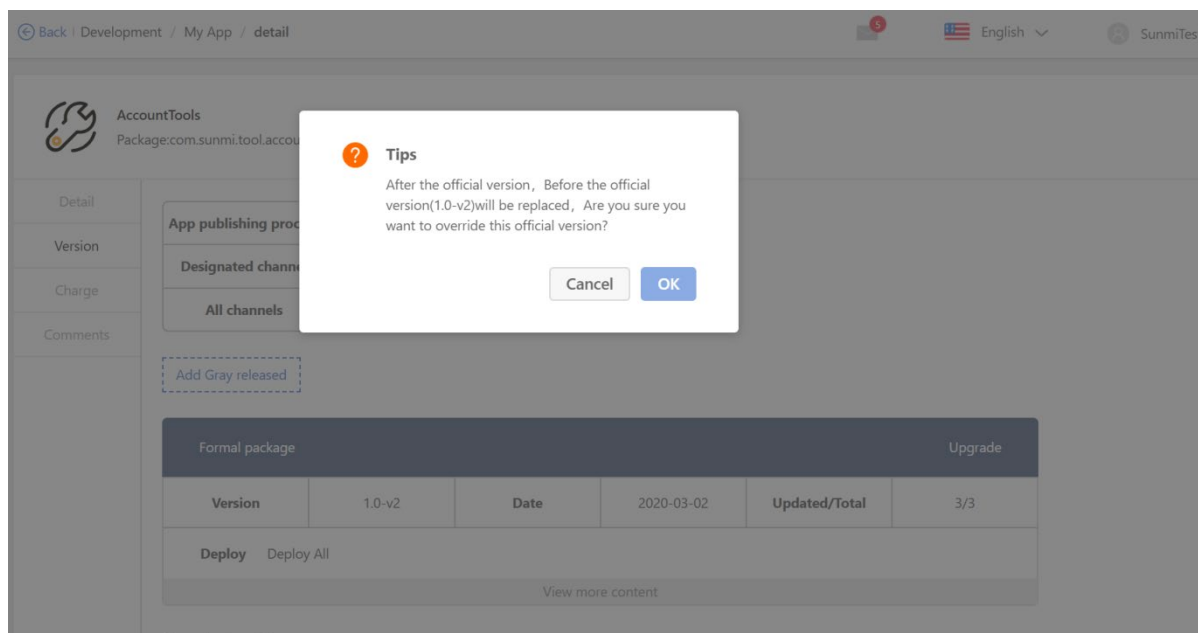 Back | Development / My App / detail
5
English
SunmiTes
AccountTools
Package:com.sunmi.tool.accou
Tips
After the official version，Before the official
version(1.0-v2)will be replaced，Are you sure you
want to override this official version?
Cancel OK
Detail
Version
Charge
Comments
App publishing proc
Designated channe
All channels
Add Gray released
Formal package Upgrade
Version 1.0-v2 Date 2020-03-02 Updated/Total 3/3
Deploy Deploy All
View more content